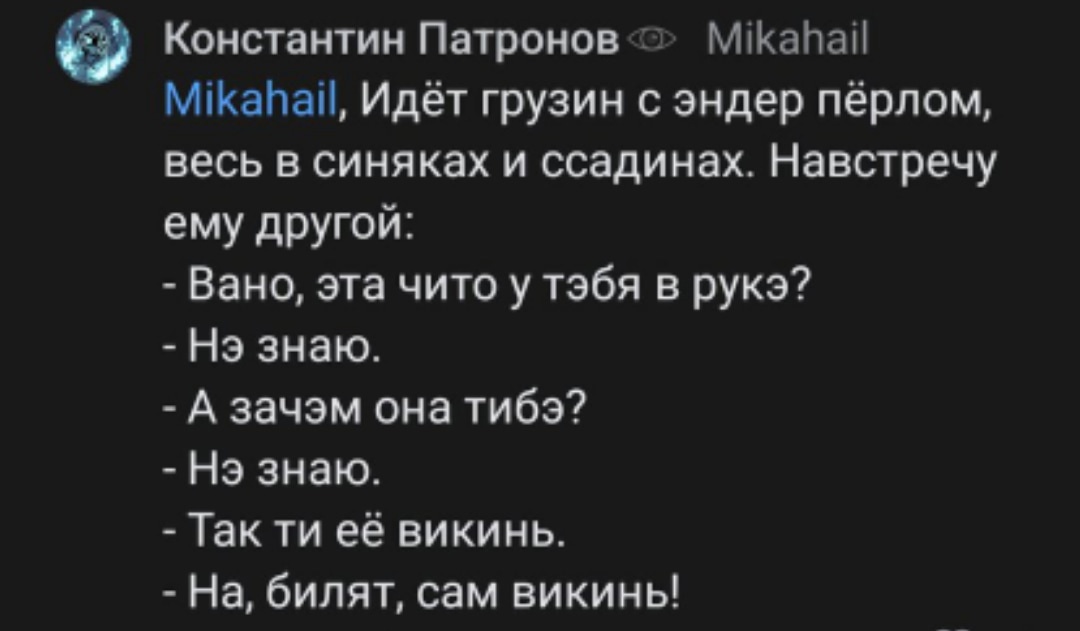 Константин Патронов Mikahail
Mikahail, Идёт грузин с эндер пёрлом,
весь в синяках и ссадинах. Навстречу
ему другой:
- Вано, эта чито у тэбя в рукэ?
- Нэ знаю.
- А зачэм она тибэ?
- Нэ знаю.
- Так ти её викинь.
- На, билят, сам викинь!